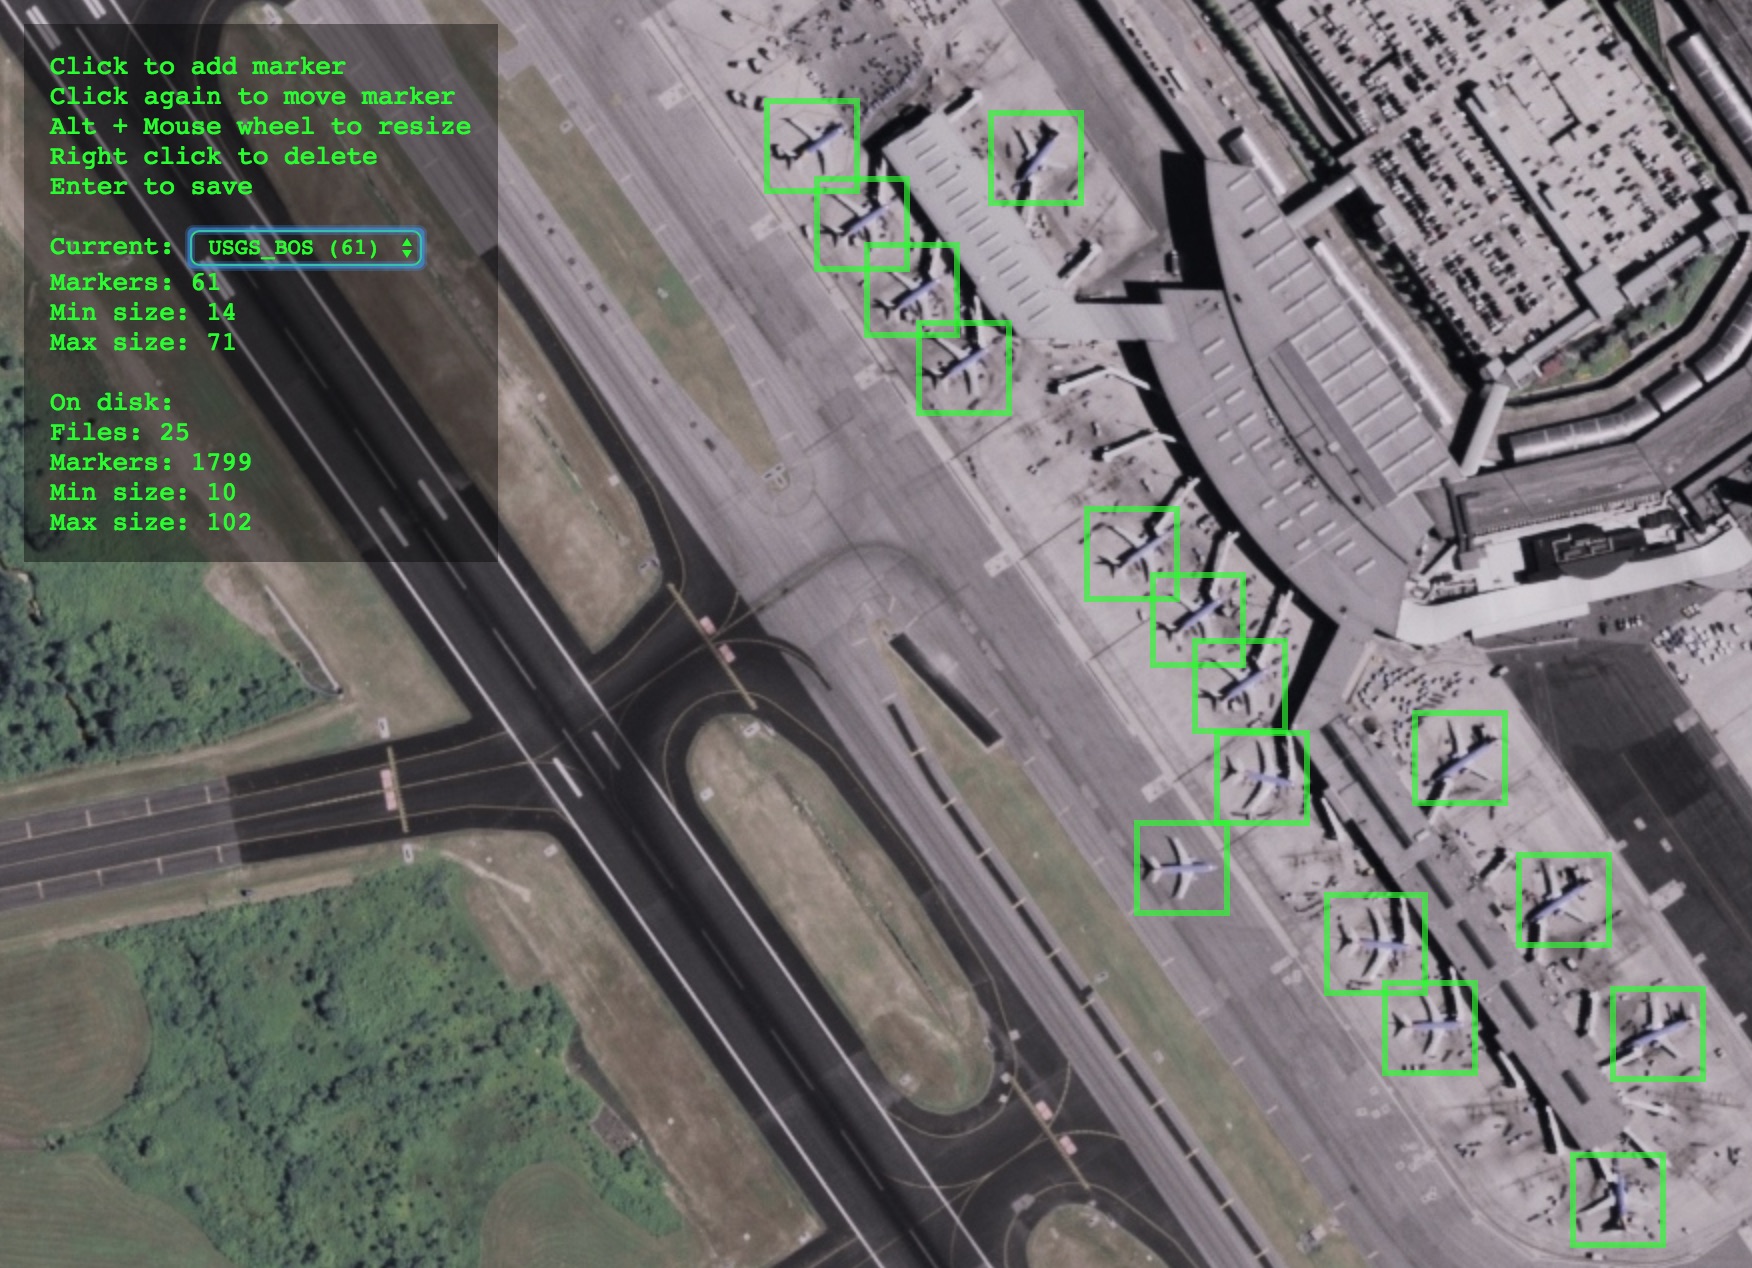 Click to add marker
Click again to move marker
Alt + Mouse wheel to resize
Right click to delete
Enter to save
Current: USGS_BOS (61)
Markers: 61
Min size: 14
Max size: 71
On disk:
Files: 25
Markers: 1799
Min size: 10
Max size: 102